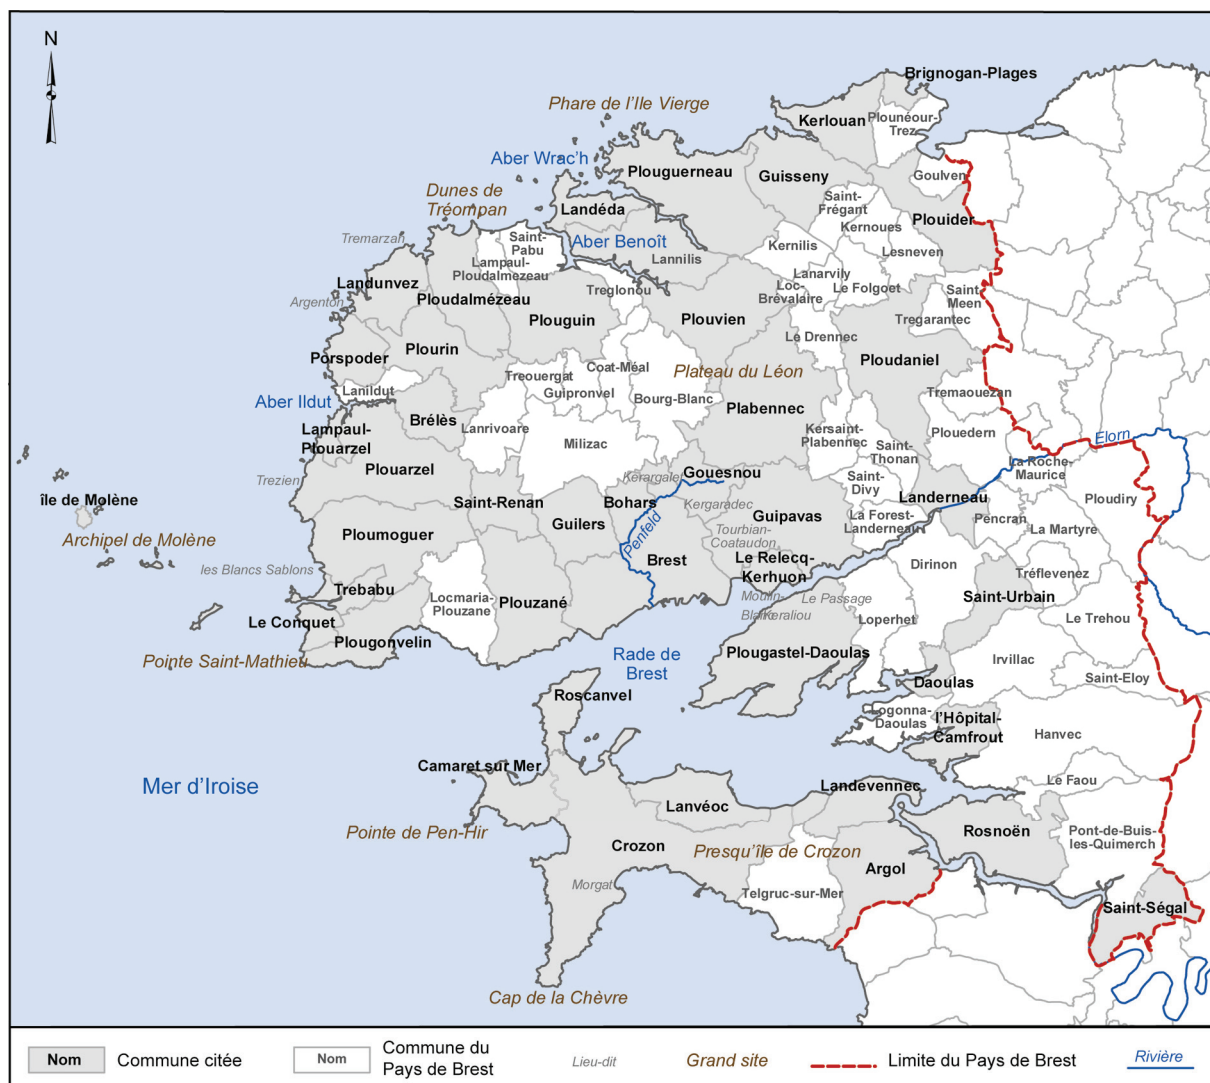 N
Brignogan-Plages
Phare de l'Ile Vierge
Kerlouan
Plounéour-
Trez
Aber Wrac'h
Plouguerneau
Guisseny
Goulven
Dunes de
Tréompan
Saint-
Frégant
Landéda
Plouider
Kernoues
Tremarzan
Saint-
Pabu
Aber Benoît
Kernilis
Lesneven
Lannilis
Lampaul-
Ploudalmezeau
Lanarvily
Landunvez
Loc-
Brévalaire
Le Folgoet
Treglonou
Saint
Meen
Argenton
Ploudalmézeau
Plouguin
Plouvien
Tregarantec
Le Drennec
Porspoder
Plourin
Ploudaniel
Coat-Méal
Plateau du Léon
Treouergat
Guipronvel
Lanildut
Tremaouezan
Aber Ildut
Bourg-Blanc
Plabennec
Brélès
Lampaul-
Plouarzel
Lanrivoare
Kersaint-
Plabennec
Plouedern
Elorn
Milizac
Saint-
Thonan
Plouarzel
La Roche-
Maurice
Trezien
Kérargalet
Gouesnou
Saint-
Divy
île de Molène
Saint-Renan
Bohars
Kergaradec
Landerneau
Ploudiry
Guilers
Guipavas
La Forest-
Landerneau
Pencran
La Martyre
Ploumoguer
Penfeld
Tourbian-
Coataudon
Archipel de Molène
Brest
Le Relecq-
Kerhuon
Dirinon
les Blancs Sablons
Tréflevenez
Trebabu
Locmaria-
Plouzane
Plouzané
Moulin-
Blanc
Keraliou
Le Passage
Saint-Urbain
Le Conquet
Loperhet
Le Trehou
Plougonvelin
Pointe Saint-Mathieu
Rade de
Brest
Plougastel-Daoulas
Irvillac
Saint-Eloy
Daoulas
Roscanvel
Logonna-
Daoulas
l'Hôpital-
Camfrout
Hanvec
Camaret sur Mer
Mer d'Iroise
Landevennec
Le Faou
Lanvéoc
Pointe de Pen-Hir
Rosnoën
Pont-de-Buis-
les-Quimerch
Crozon
Presqu'île de Crozon
Argol
Morgat
Telgruc-sur-Mer
Saint-Ségal
Cap de la Chèvre
Nom
Commune citée
Nom
Commune du
Pays de Brest
Lieu-dit
Grand site
Limite du Pays de Brest
Rivière